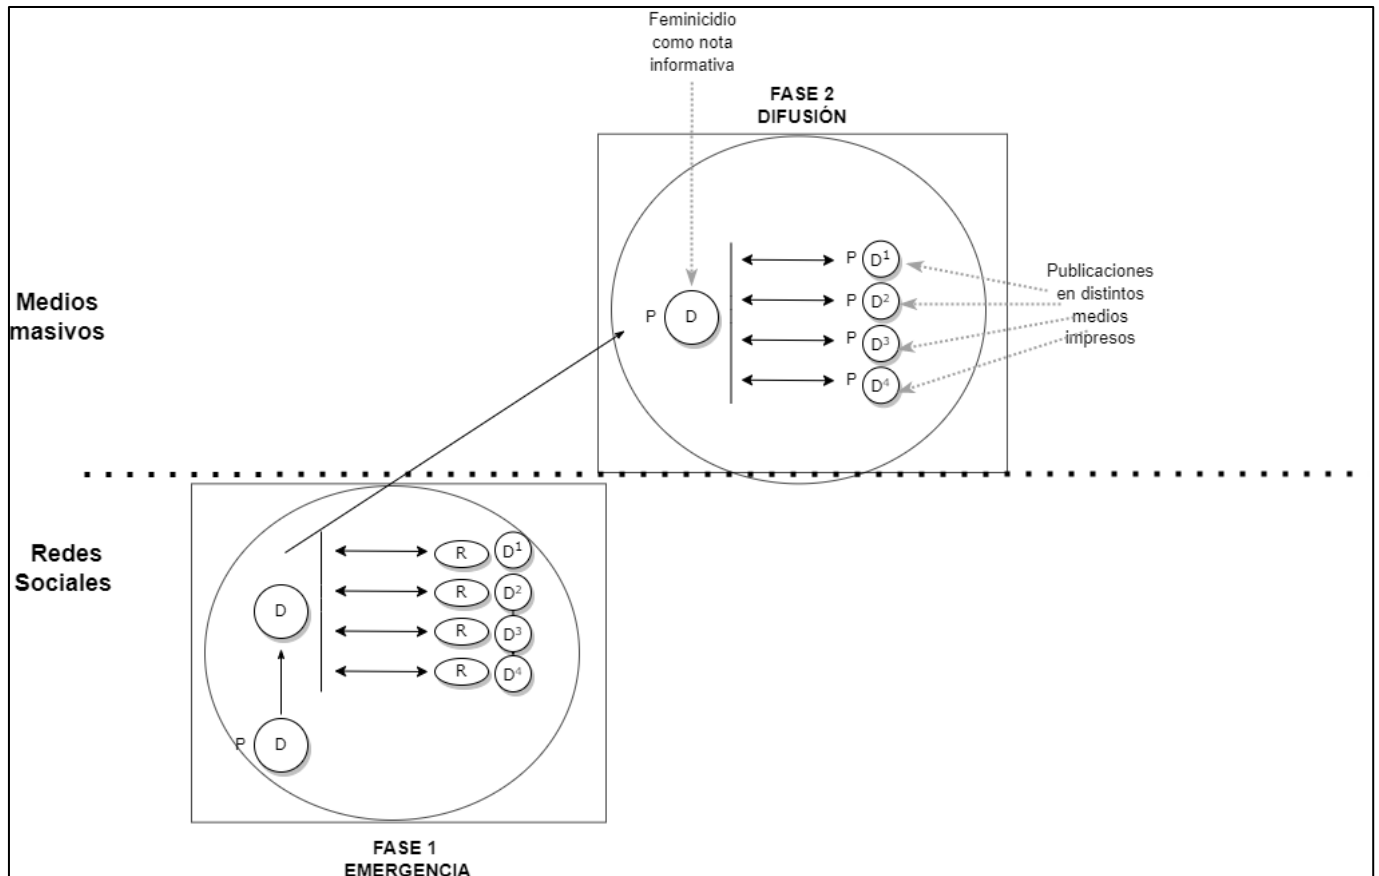 Feminicidio
como nota
informativa
FASE 2
DIFUSIÓN
Medios
masivos
P D
P D¹
P D²
P D³
P D⁴
Publicaciones
en distintos
medios
impresos
Redes
Sociales
R D¹
R D²
R D³
R D⁴
D
P D
FASE 1
EMERGENCIA